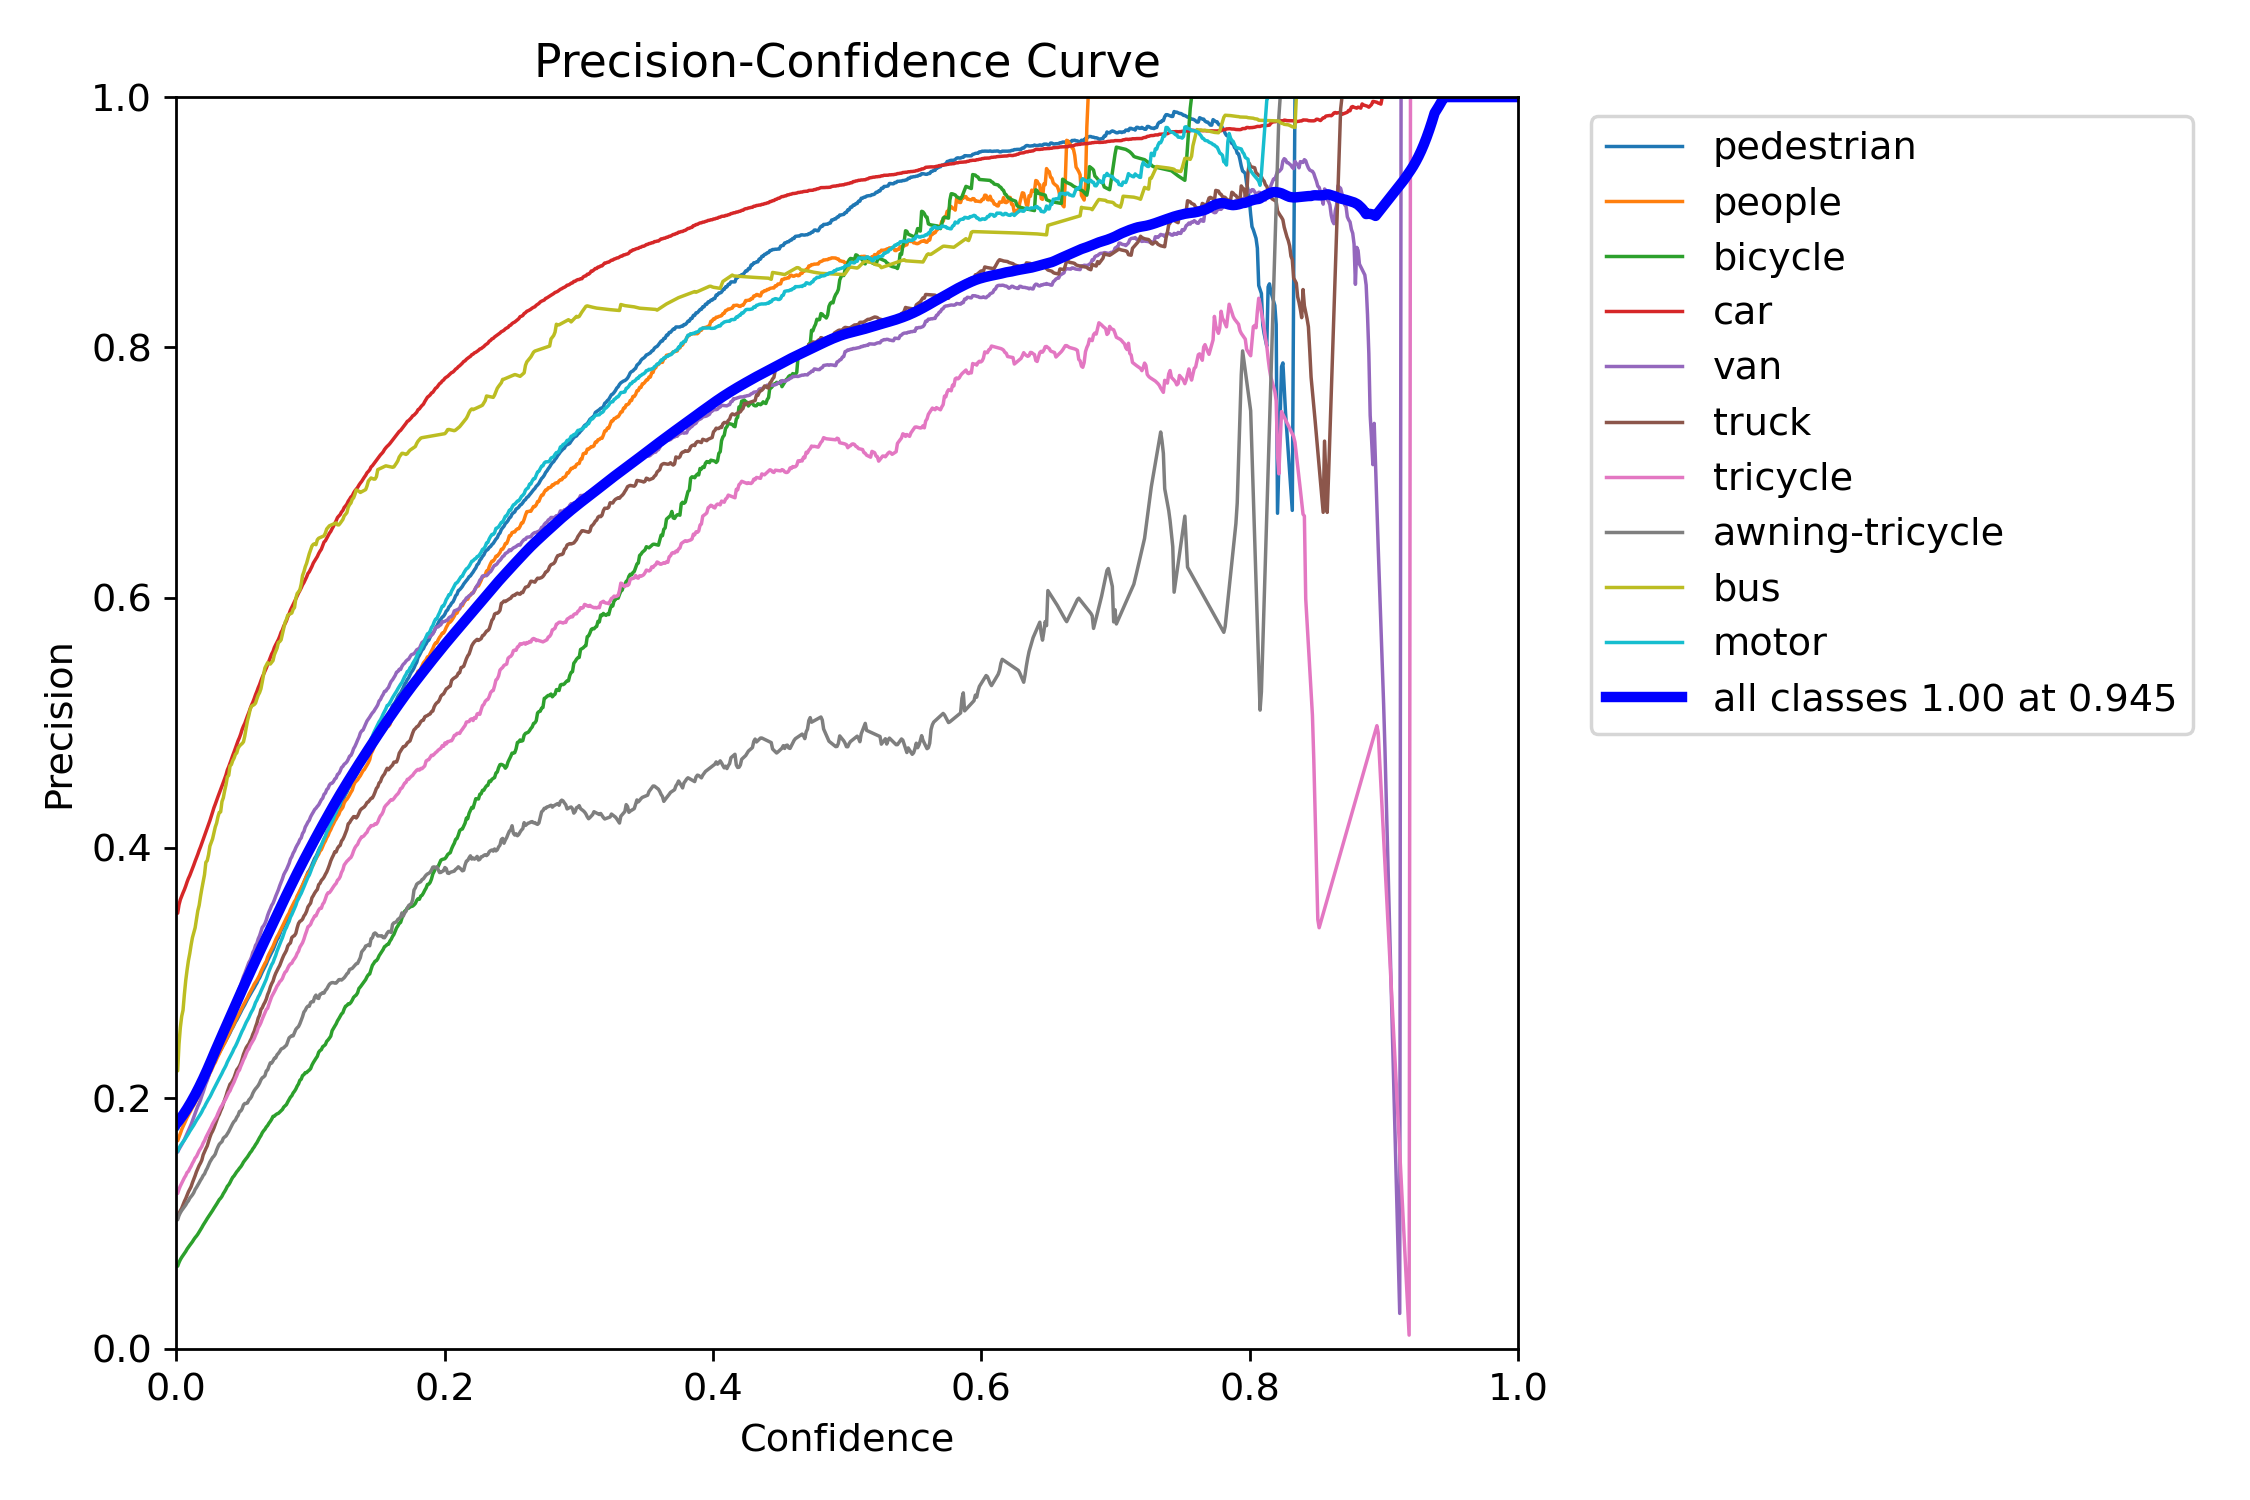 Precision-Confidence Curve
1.0
0.8
0.6
0.4
0.2
0.0
Precision
0.0 0.2 0.4 0.6 0.8 1.0
Confidence
pedestrian
people
bicycle
car
van
truck
tricycle
awning-tricycle
bus
motor
all classes 1.00 at 0.945